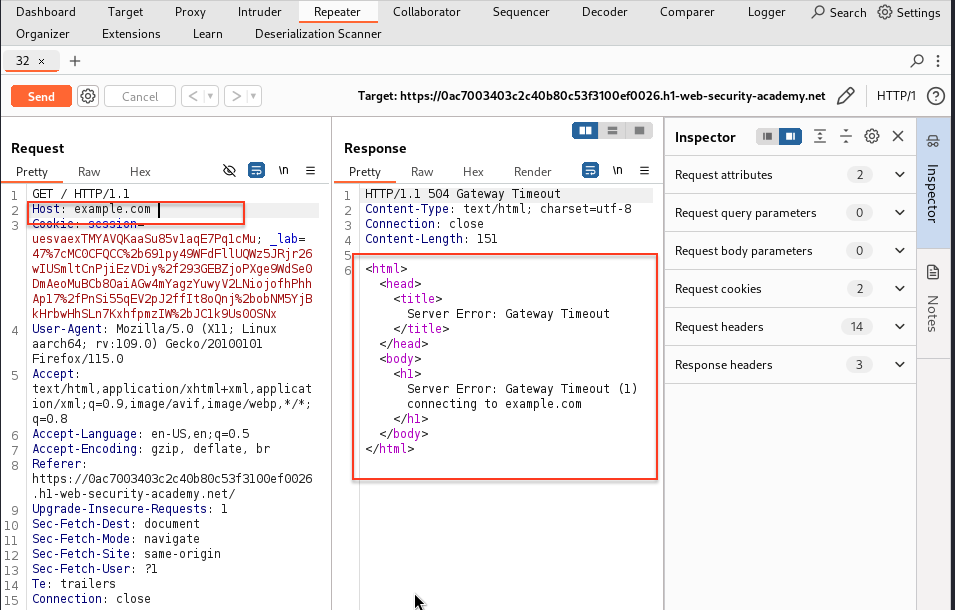 Dashboard Target Proxy Intruder Repeater Collaborator Sequencer Decoder Comparer Logger Search Settings
Organizer Extensions Learn Deserialization Scanner
32 × +
Send Cancel < > Target: https://0ac7003403c2c40b80c53f3100ef0026.h1-web-security-academy.net HTTP/1 ?
Request
Pretty Raw Hex \n
1 GET / HTTP/1.1
2 Host: example.com
3 Cookie: session=
uesvaexTMYAVQKaaSu85V1aqE7Pq1cMu; _lab=
47%7cMC0CFQCC%2b691py49WFdFllUQWz5JRjr26
wIUSmltCnPjiEzVDiy%2f293GEBZjoPXge9WdSe0
DmAeoMuBCb8OaiAGw4mYagzYuwyV2LNiojofhPhh
Ap17%2fPnSi55qEV2pJ2ffIt8oQnj%2bobNM5YjB
kHrbwHhSLn7KxhfpmzIW%2bJC1k9Us0OSNx
4 User-Agent: Mozilla/5.0 (X11; Linux
aarch64; rv:109.0) Gecko/20100101
Firefox/115.0
5 Accept:
text/html,application/xhtml+xml,applicat
ion/xml;q=0.9,image/avif,image/webp,*/*;
q=0.8
6 Accept-Language: en-US,en;q=0.5
7 Accept-Encoding: gzip, deflate, br
8 Referer:
https://0ac7003403c2c40b80c53f3100ef0026
.h1-web-security-academy.net/
9 Upgrade-Insecure-Requests: 1
10 Sec-Fetch-Dest: document
11 Sec-Fetch-Mode: navigate
12 Sec-Fetch-Site: same-origin
13 Sec-Fetch-User: ?1
14 Te: trailers
15 Connection: close
Response
Pretty Raw Hex Render \n
1 HTTP/1.1 504 Gateway Timeout
2 Content-Type: text/html; charset=utf-8
3 Connection: close
4 Content-Length: 151
5
6 <html>
<head>
<title>
Server Error: Gateway Timeout
</title>
</head>
<body>
<h1>
Server Error: Gateway Timeout (1)
connecting to example.com
</h1>
</body>
</html>
Inspector
Request attributes 2
Request query parameters 0
Request body parameters 0
Request cookies 2
Request headers 14
Response headers 3
Inspector
Notes